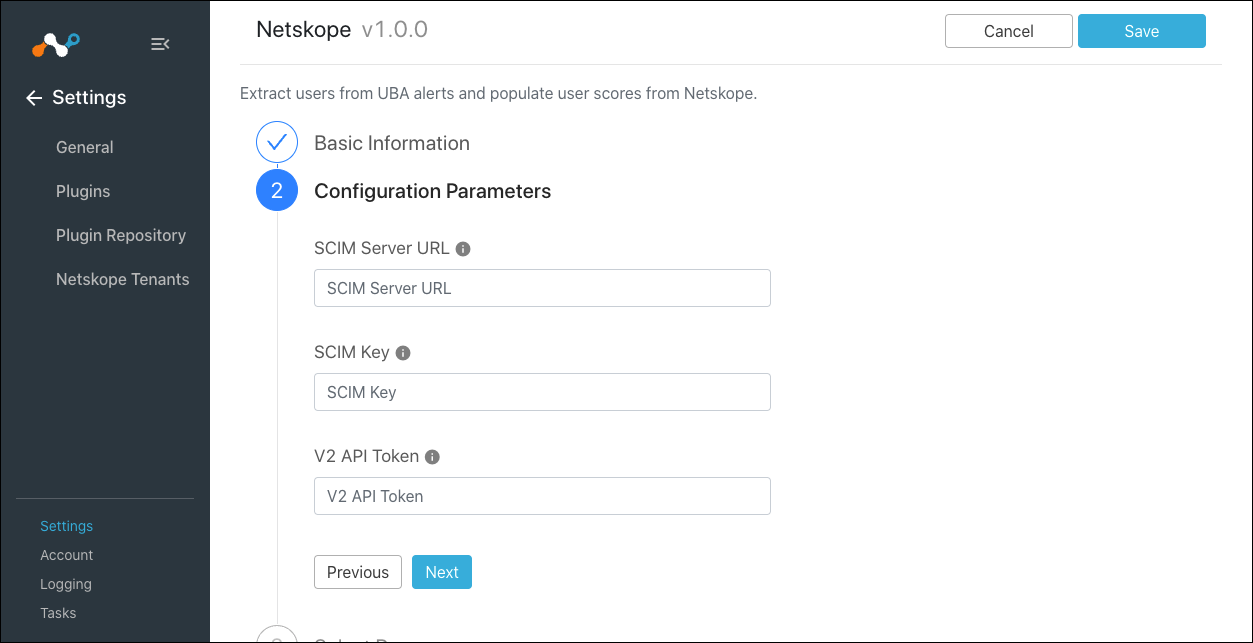 Netskope v1.0.0
Cancel
Save
Settings
General
Plugins
Plugin Repository
Netskope Tenants
Settings
Account
Logging
Tasks
Extract users from UBA alerts and populate user scores from Netskope.
Basic Information
2 Configuration Parameters
SCIM Server URL
SCIM Server URL
SCIM Key
SCIM Key
V2 API Token
V2 API Token
Previous
Next